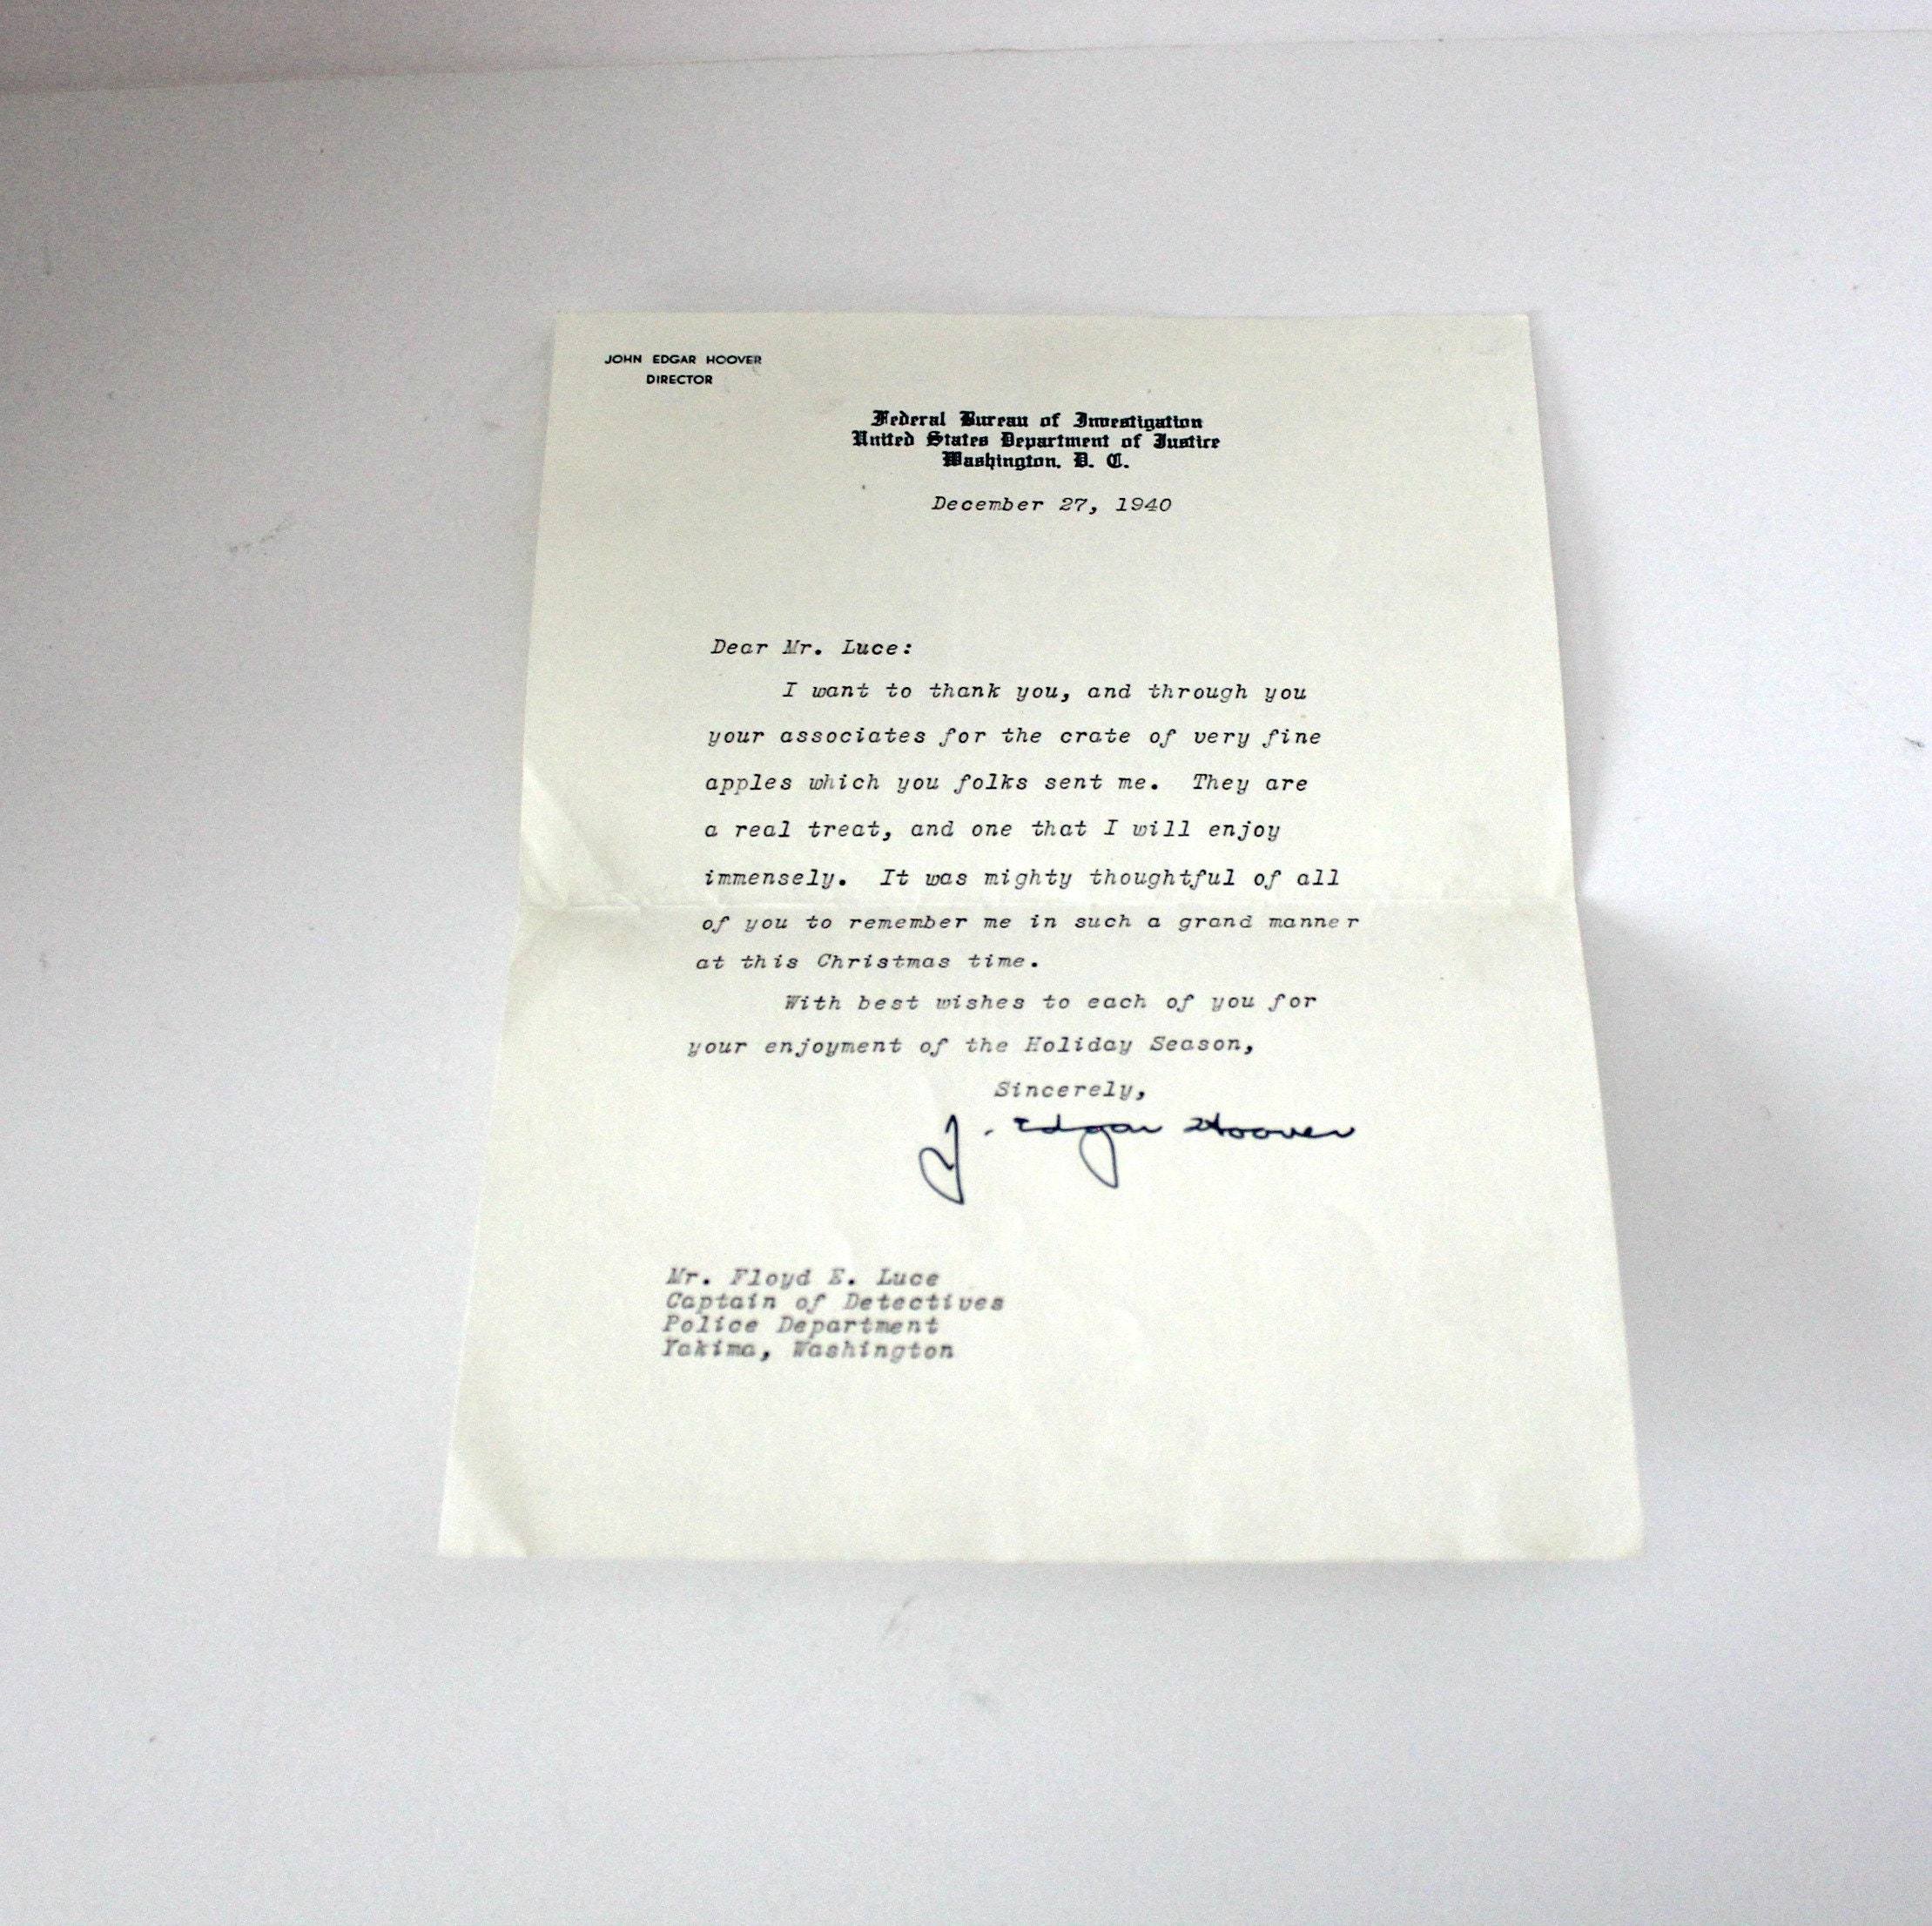 JOHN EDGAR HOOVER
DIRECTOR
Federal Bureau of Investigation
United States Department of Justice
Washington, D. C.
December 27, 1940
Dear Mr. Luce:
I want to thank you, and through you
your associates for the crate of very fine
apples which you folks sent me. They are
a real treat, and one that I will enjoy
immensely. It was mighty thoughtful of all
of you to remember me in such a grand manner
at this Christmas time.
With best wishes to each of you for
your enjoyment of the Holiday Season,
Sincerely,
J. Edgar Hoover
Mr. Floyd E. Luce
Captain of Detectives
Police Department
Yakima, Washington